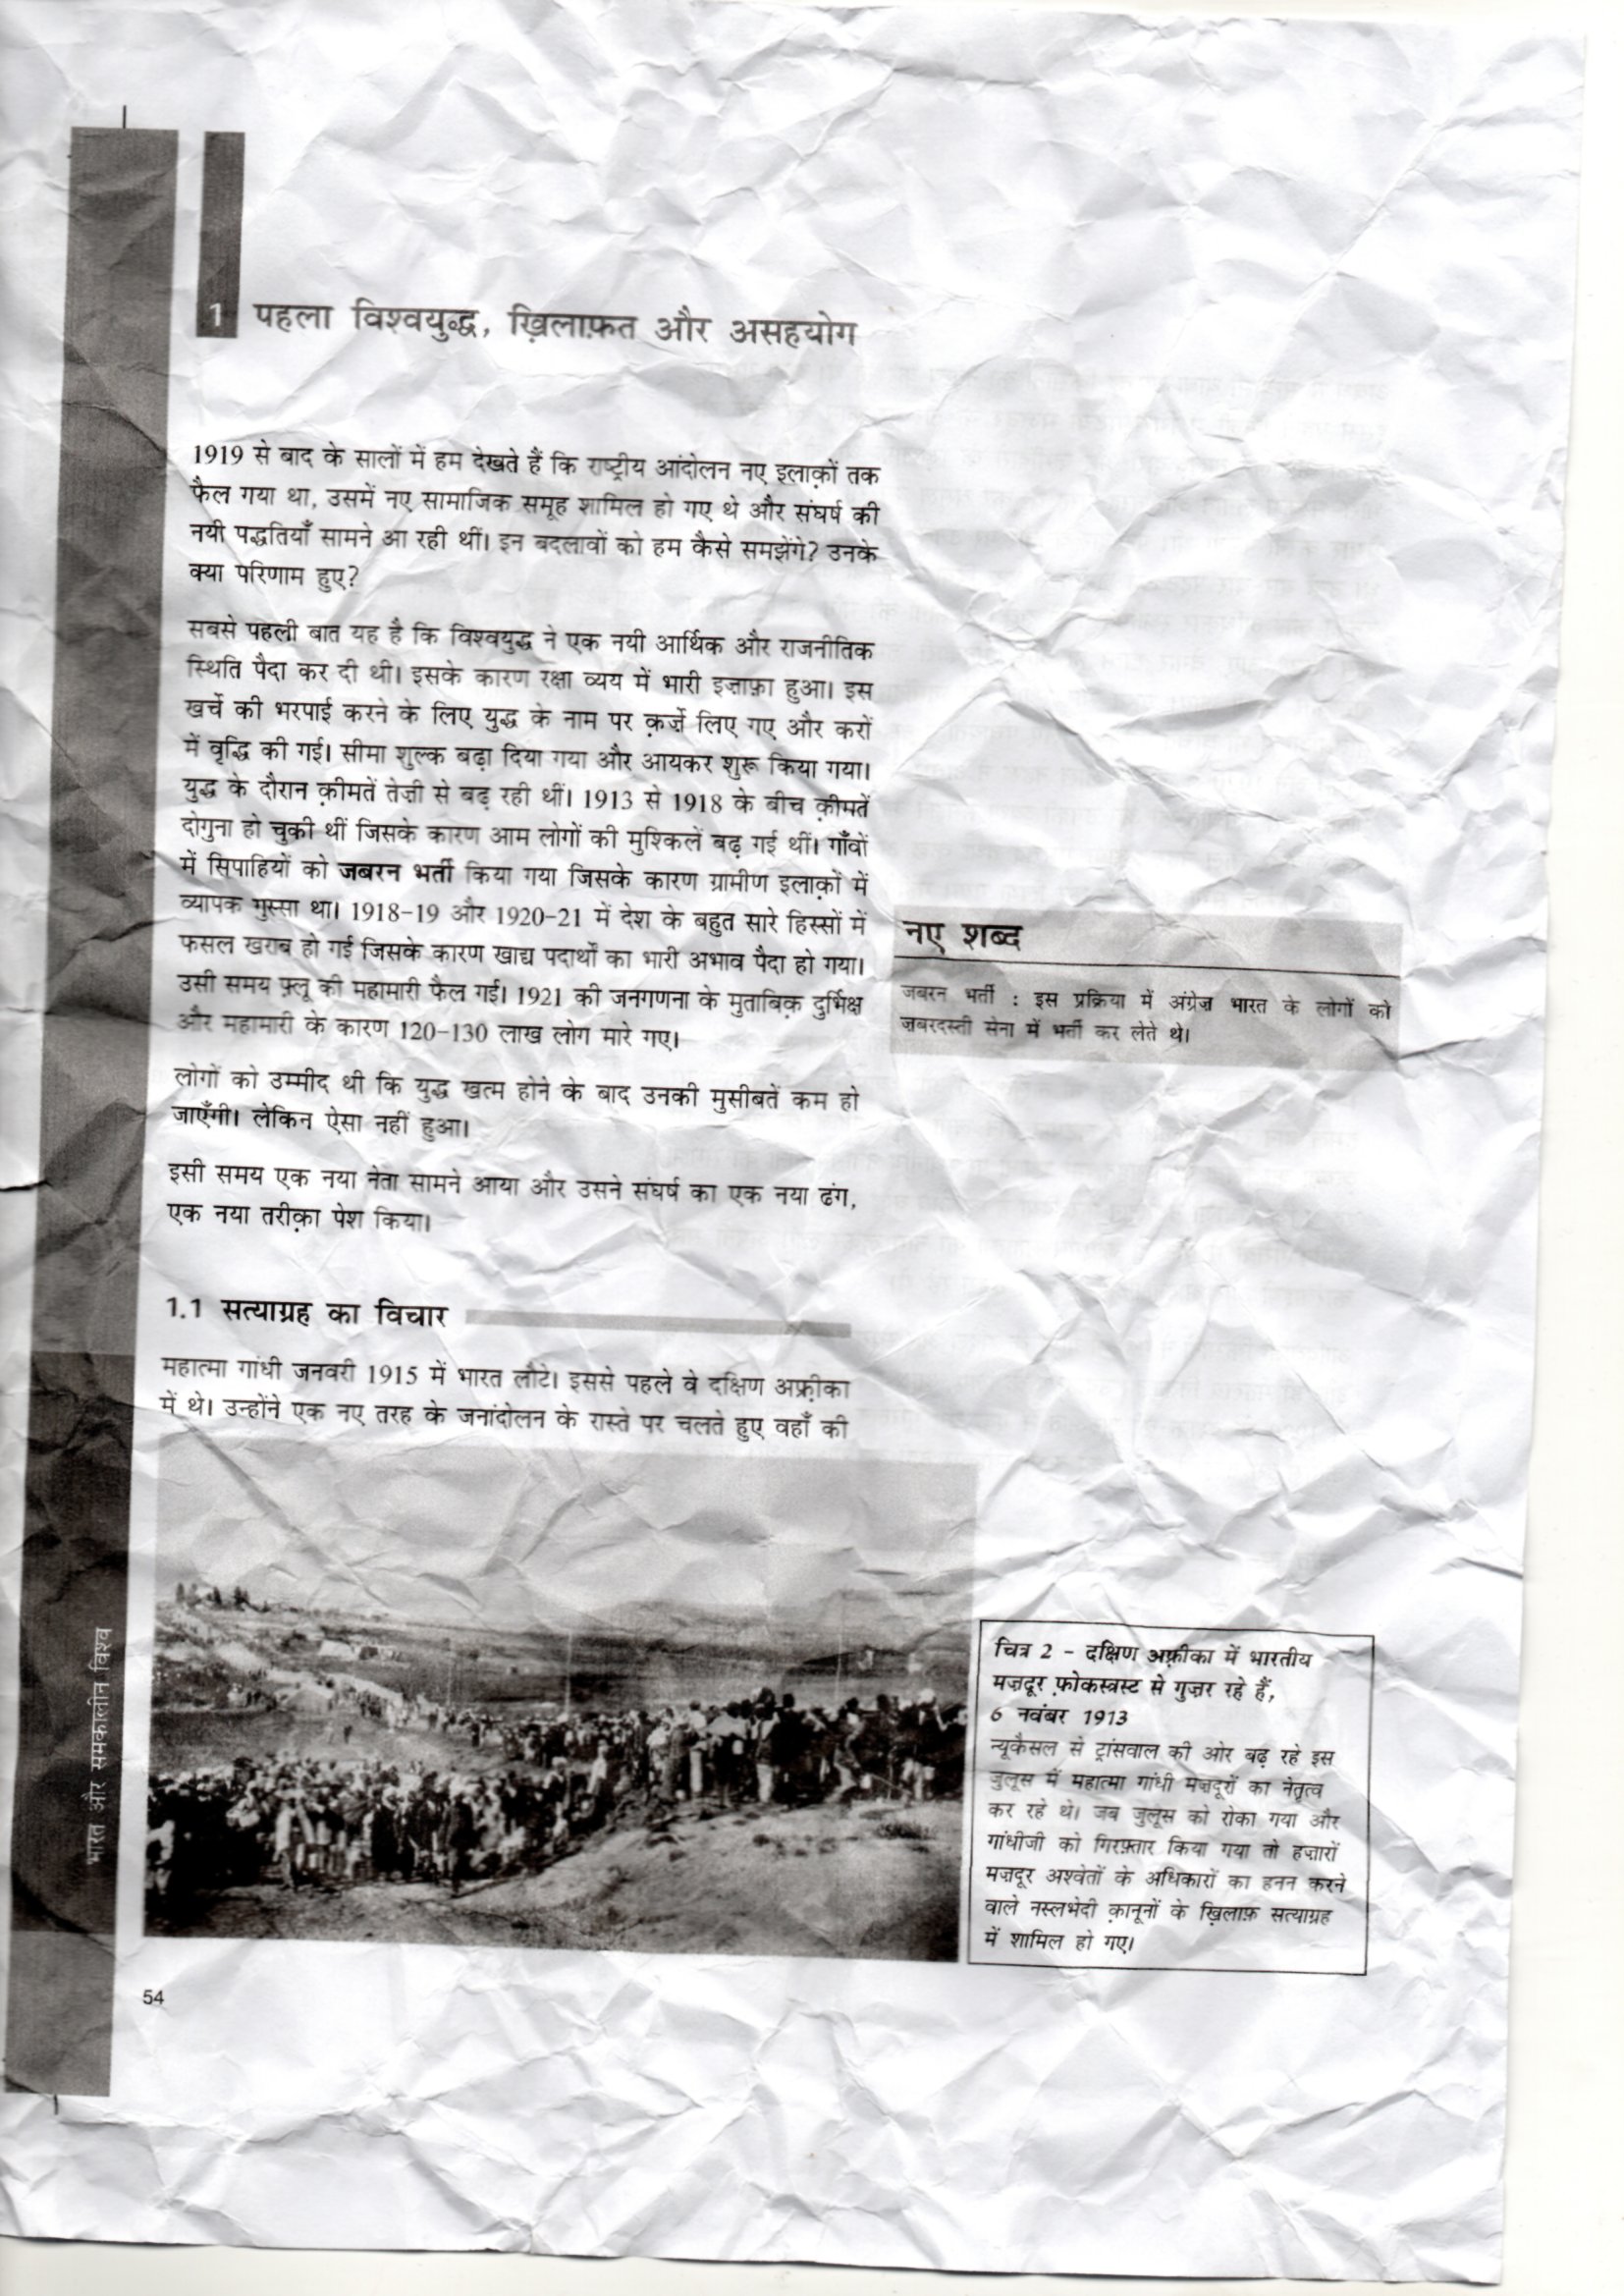 1 पहला विश्वयुद्ध, ख़िलाफ़त और असहयोग
1919 से बाद के सालों में हम देखते हैं कि राष्ट्रीय आंदोलन नए इलाक़ों तक
फैल गया था, उसमें नए सामाजिक समूह शामिल हो गए थे और संघर्ष की
नयी पद्धतियाँ सामने आ रही थीं। इन बदलावों को हम कैसे समझेंगे? उनके
क्या परिणाम हुए?
सबसे पहली बात यह है कि विश्वयुद्ध ने एक नयी आर्थिक और राजनीतिक
स्थिति पैदा कर दी थी। इसके कारण रक्षा व्यय में भारी इज़ाफ़ा हुआ। इस
खर्चे की भरपाई करने के लिए युद्ध के नाम पर क़र्ज़े लिए गए और करों
में वृद्धि की गई। सीमा शुल्क बढ़ा दिया गया और आयकर शुरू किया गया।
युद्ध के दौरान क़ीमतें तेज़ी से बढ़ रही थीं। 1913 से 1918 के बीच क़ीमतें
दोगुना हो चुकी थीं जिसके कारण आम लोगों की मुश्किलें बढ़ गई थीं। गाँवों
में सिपाहियों को जबरन भर्ती किया गया जिसके कारण ग्रामीण इलाक़ों में
व्यापक गुस्सा था। 1918-19 और 1920-21 में देश के बहुत सारे हिस्सों में
फसल खराब हो गई जिसके कारण खाद्य पदार्थों का भारी अभाव पैदा हो गया।
उसी समय फ़्लू की महामारी फैल गई। 1921 की जनगणना के मुताबिक़ दुर्भिक्ष
और महामारी के कारण 120-130 लाख लोग मारे गए।
लोगों को उम्मीद थी कि युद्ध खत्म होने के बाद उनकी मुसीबतें कम हो
जाएँगी। लेकिन ऐसा नहीं हुआ।
इसी समय एक नया नेता सामने आया और उसने संघर्ष का एक नया ढंग,
एक नया तरीक़ा पेश किया।
नए शब्द
जबरन भर्ती : इस प्रक्रिया में अंग्रेज़ भारत के लोगों को
ज़बरदस्ती सेना में भर्ती कर लेते थे।
1.1 सत्याग्रह का विचार
महात्मा गांधी जनवरी 1915 में भारत लौटे। इससे पहले वे दक्षिण अफ्रीका
में थे। उन्होंने एक नए तरह के जनांदोलन के रास्ते पर चलते हुए वहाँ की
चित्र 2 – दक्षिण अफ़्रीका में भारतीय
मज़दूर फ़ोकस्त्रस्ट से गुज़र रहे हैं,
6 नवंबर 1913
न्यूकैसल से ट्रांसवाल की ओर बढ़ रहे इस
जुलूस में महात्मा गांधी मज़दूरों का नेतृत्व
कर रहे थे। जब जुलूस को रोका गया और
गांधीजी को गिरफ़्तार किया गया तो हज़ारों
मज़दूर अश्वेतों के अधिकारों का हनन करने
वाले नस्लभेदी क़ानूनों के ख़िलाफ़ सत्याग्रह
में शामिल हो गए।
भारत और समकालीन विश्व
54